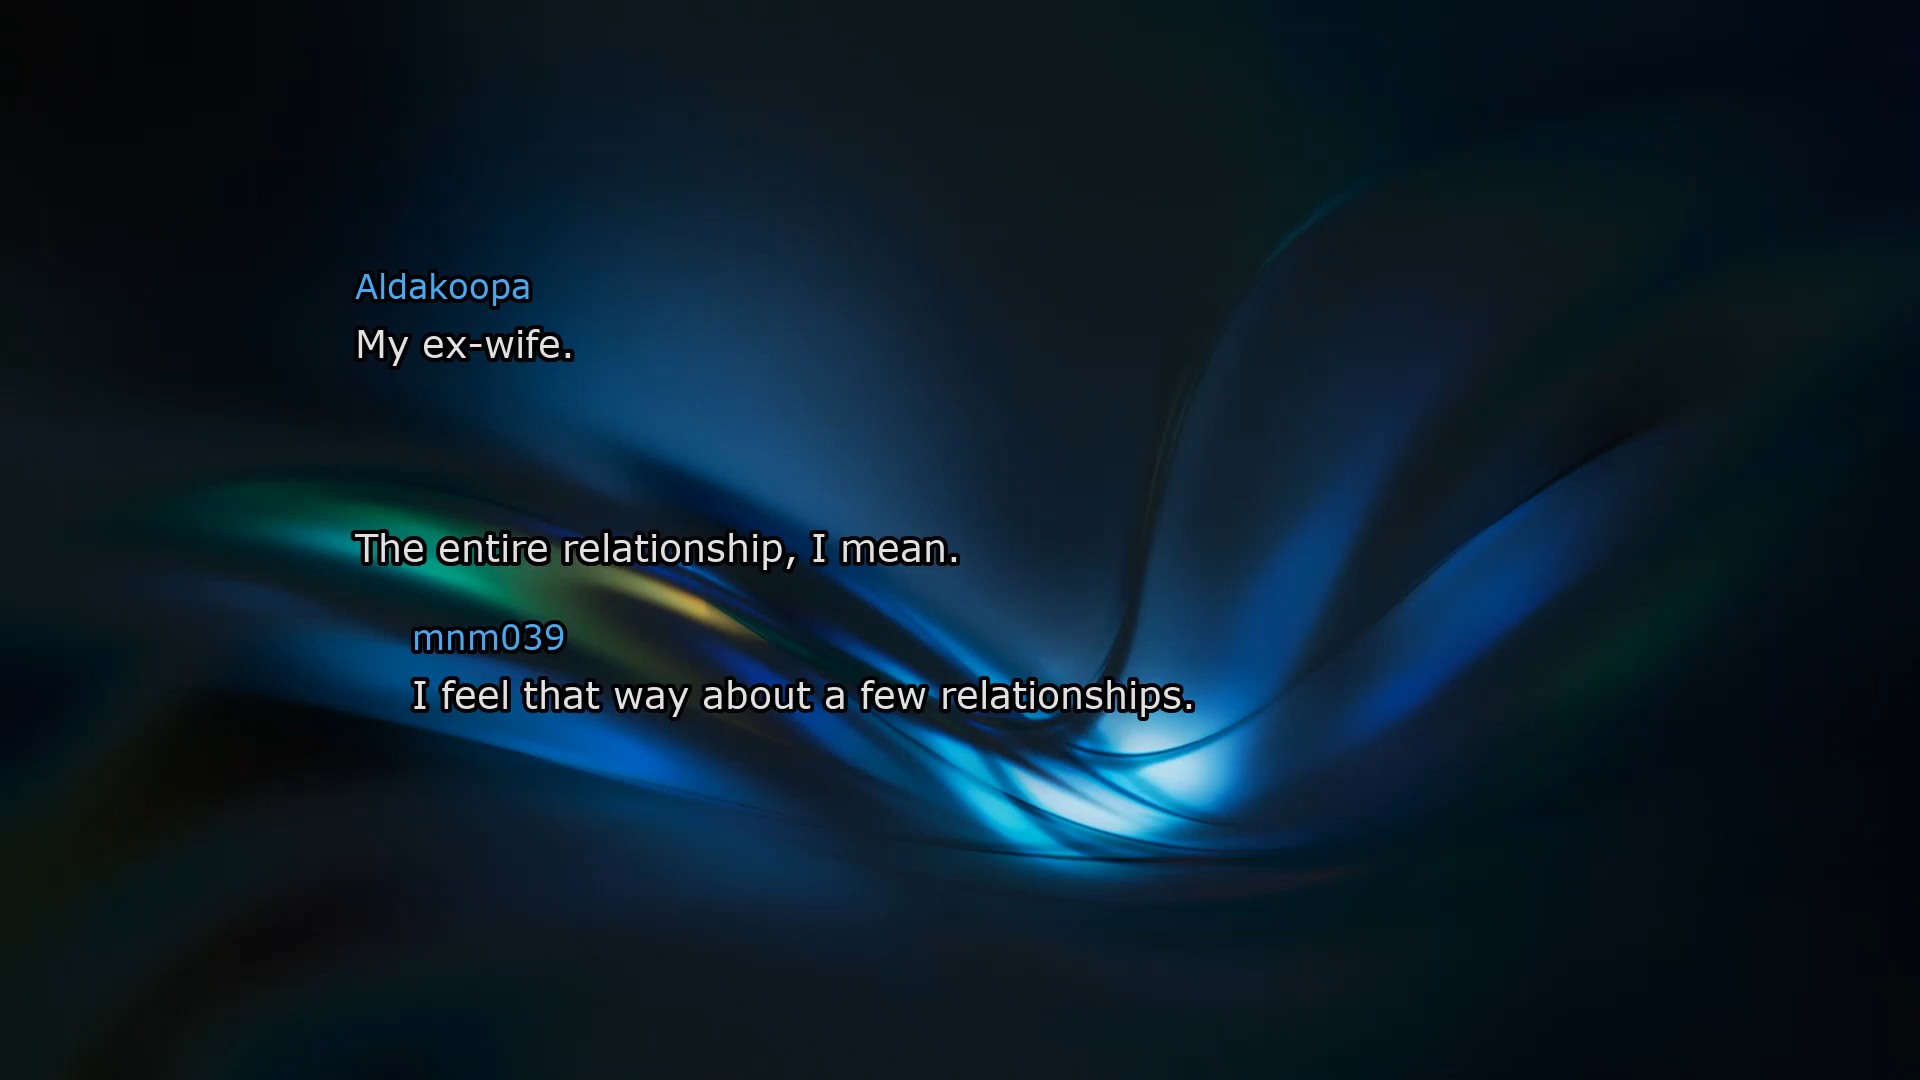 Aldakoopa
My ex-wife.
The entire relationship, I mean.
mnm039
I feel that way about a few relationships.